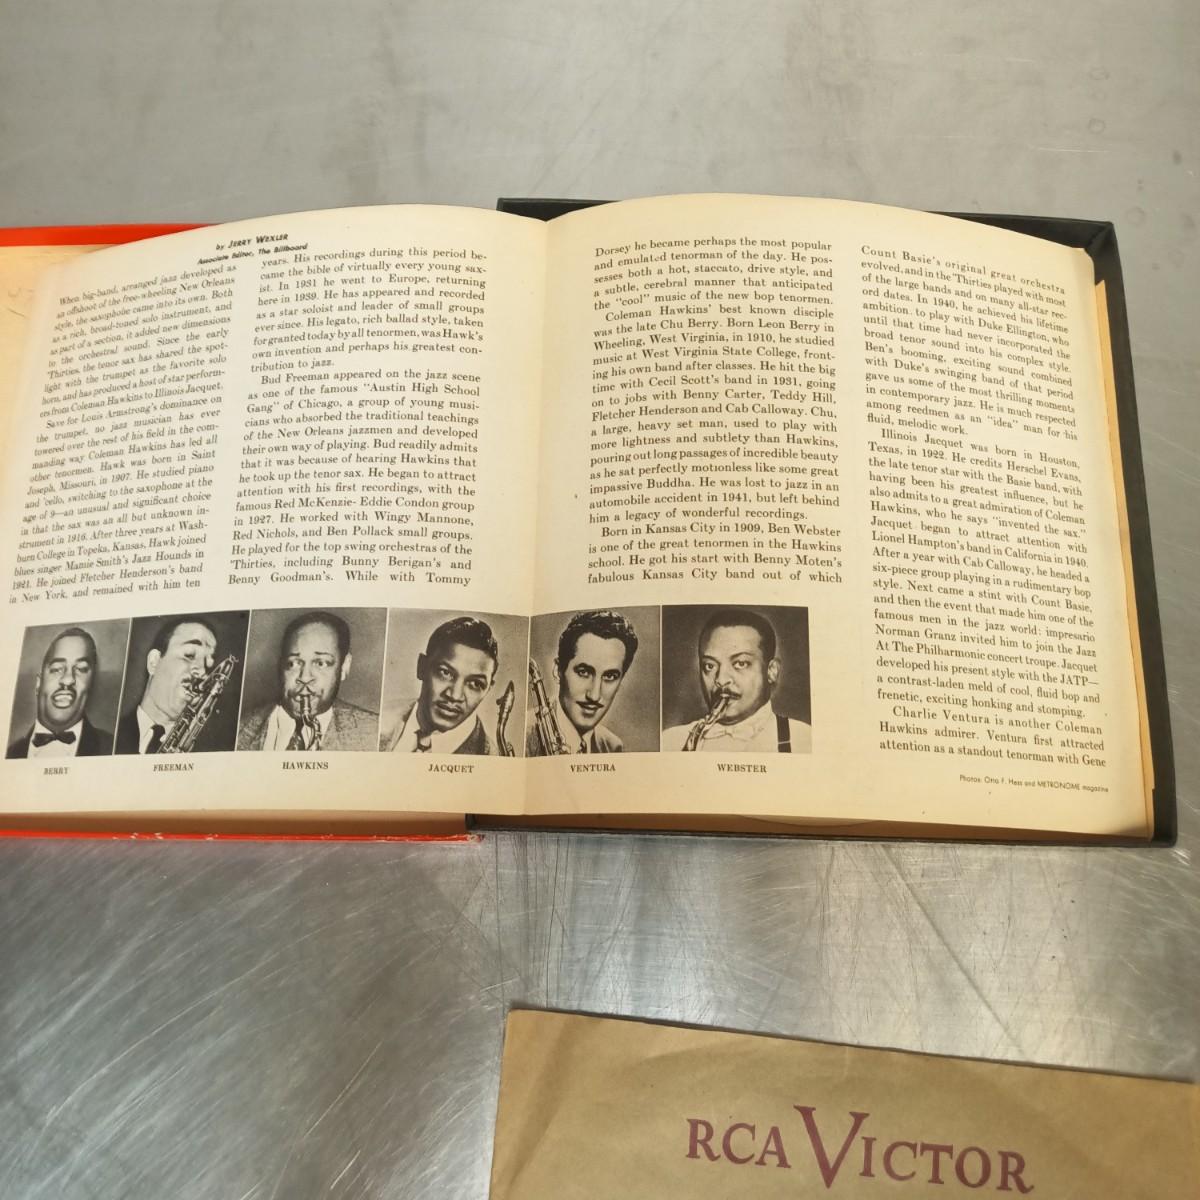 by JERRY WEXLER
Associate Editor, The Billboard
When big-band, arranged jazz developed as
an offshoot of the free-wheeling New Orleans
style, the saxophone came into its own. Both
as a rich, broad-toned solo instrument, and
as part of a section, it added new dimensions
to the orchestral sound. Since the early
'Thirties, the tenor sax has shared the spot-
light with the trumpet as the favorite solo
horn, and has produced a host of star perform-
ers from Coleman Hawkins to Illinois Jacquet.
Save for Louis Armstrong's dominance on
the trumpet, no jazz musician has ever
towered over the rest of his field in the com-
manding way Coleman Hawkins has led all
other tenormen. Hawk was born in Saint
Joseph, Missouri, in 1907. He studied piano
and 'cello, switching to the saxophone at the
age of 9—an unusual and significant choice
in that the sax was an all but unknown in-
strument in 1916. After three years at Wash-
burn College in Topeka, Kansas, Hawk joined
blues singer Mamie Smith's Jazz Hounds in
1921. He joined Fletcher Henderson's band
in New York, and remained with him ten
years. His recordings during this period be-
came the bible of virtually every young sax-
ist. In 1931 he went to Europe, returning
here in 1939. He has appeared and recorded
as a star soloist and leader of small groups
ever since. His legato, rich ballad style, taken
for granted today by all tenormen, was Hawk's
own invention and perhaps his greatest con-
tribution to jazz.
Bud Freeman appeared on the jazz scene
as one of the famous "Austin High School
Gang" of Chicago, a group of young musi-
cians who absorbed the traditional teachings
of the New Orleans jazzmen and developed
their own way of playing. Bud readily admits
that it was because of hearing Hawkins that
he took up the tenor sax. He began to attract
attention with his first recordings, with the
famous Red McKenzie- Eddie Condon group
in 1927. He worked with Wingy Mannone,
Red Nichols, and Ben Pollack small groups.
He played for the top swing orchestras of the
'Thirties, including Bunny Berigan's and
Benny Goodman's. While with Tommy
Dorsey he became perhaps the most popular
and emulated tenorman of the day. He pos-
sesses both a hot, staccato, drive style, and
a subtle, cerebral manner that anticipated
the "cool" music of the new bop tenormen.
Coleman Hawkins' best known disciple
was the late Chu Berry. Born Leon Berry in
Wheeling, West Virginia, in 1910, he studied
music at West Virginia State College, front-
ing his own band after classes. He hit the big
time with Cecil Scott's band in 1931, going
on to jobs with Benny Carter, Teddy Hill,
Fletcher Henderson and Cab Calloway. Chu,
a large, heavy set man, used to play with
more lightness and subtlety than Hawkins,
pouring out long passages of incredible beauty
as he sat perfectly motionless like some great
impassive Buddha. He was lost to jazz in an
automobile accident in 1941, but left behind
him a legacy of wonderful recordings.
Born in Kansas City in 1909, Ben Webster
is one of the great tenormen in the Hawkins
school. He got his start with Benny Moten's
fabulous Kansas City band out of which
Count Basie's original great orchestra
evolved, and in the 'Thirties played with most
of the large bands and on many all-star rec-
ord dates. In 1940, he achieved his lifetime
ambition, to play with Duke Ellington, who
until that time had never incorporated the
broad tenor sound into his complex style.
Ben's booming, exciting sound combined
with Duke's swinging band of that period
gave us some of the most thrilling moments
in contemporary jazz. He is much respected
among reedmen as an "idea" man for his
fluid, melodic work.
Illinois Jacquet was born in Houston,
Texas, in 1922. He credits Herschel Evans,
the late tenor star with the Basie band, with
having been his greatest influence, but he
also admits to a great admiration of Coleman
Hawkins, who he says "invented the sax."
Jacquet began to attract attention with
Lionel Hampton's band in California in 1940.
After a year with Cab Calloway, he headed a
six-piece group playing in a rudimentary bop
style. Next came a stint with Count Basie,
and then the event that made him one of the
famous men in the jazz world: impresario
Norman Granz invited him to join the Jazz
At The Philharmonic concert troupe. Jacquet
developed his present style with the JATP—
a contrast-laden meld of cool, fluid bop and
frenetic, exciting honking and stomping.
Charlie Ventura is another Coleman
Hawkins admirer. Ventura first attracted
attention as a standout tenorman with Gene
BERRY
FREEMAN
HAWKINS
JACQUET
VENTURA
WEBSTER
Photos: Otto F. Hess and METRONOME magazine
RCA VICTOR